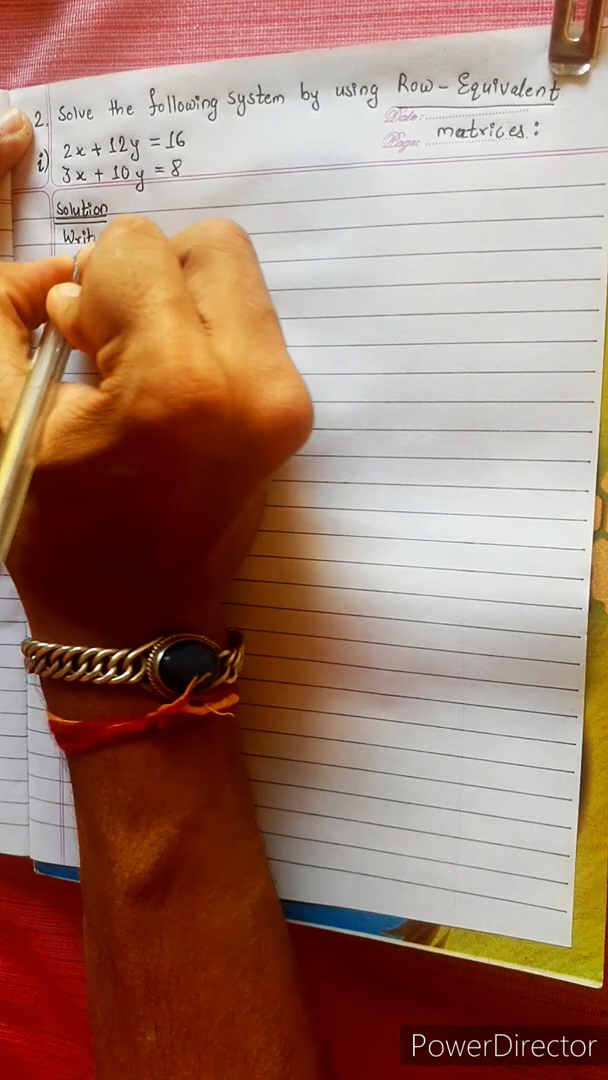 2. Solve the following system by using Row-Equivalent
Date:
Page: matrices:
i) 2x + 12y = 16
3x + 10y = 8
Solution
Writ
PowerDirector